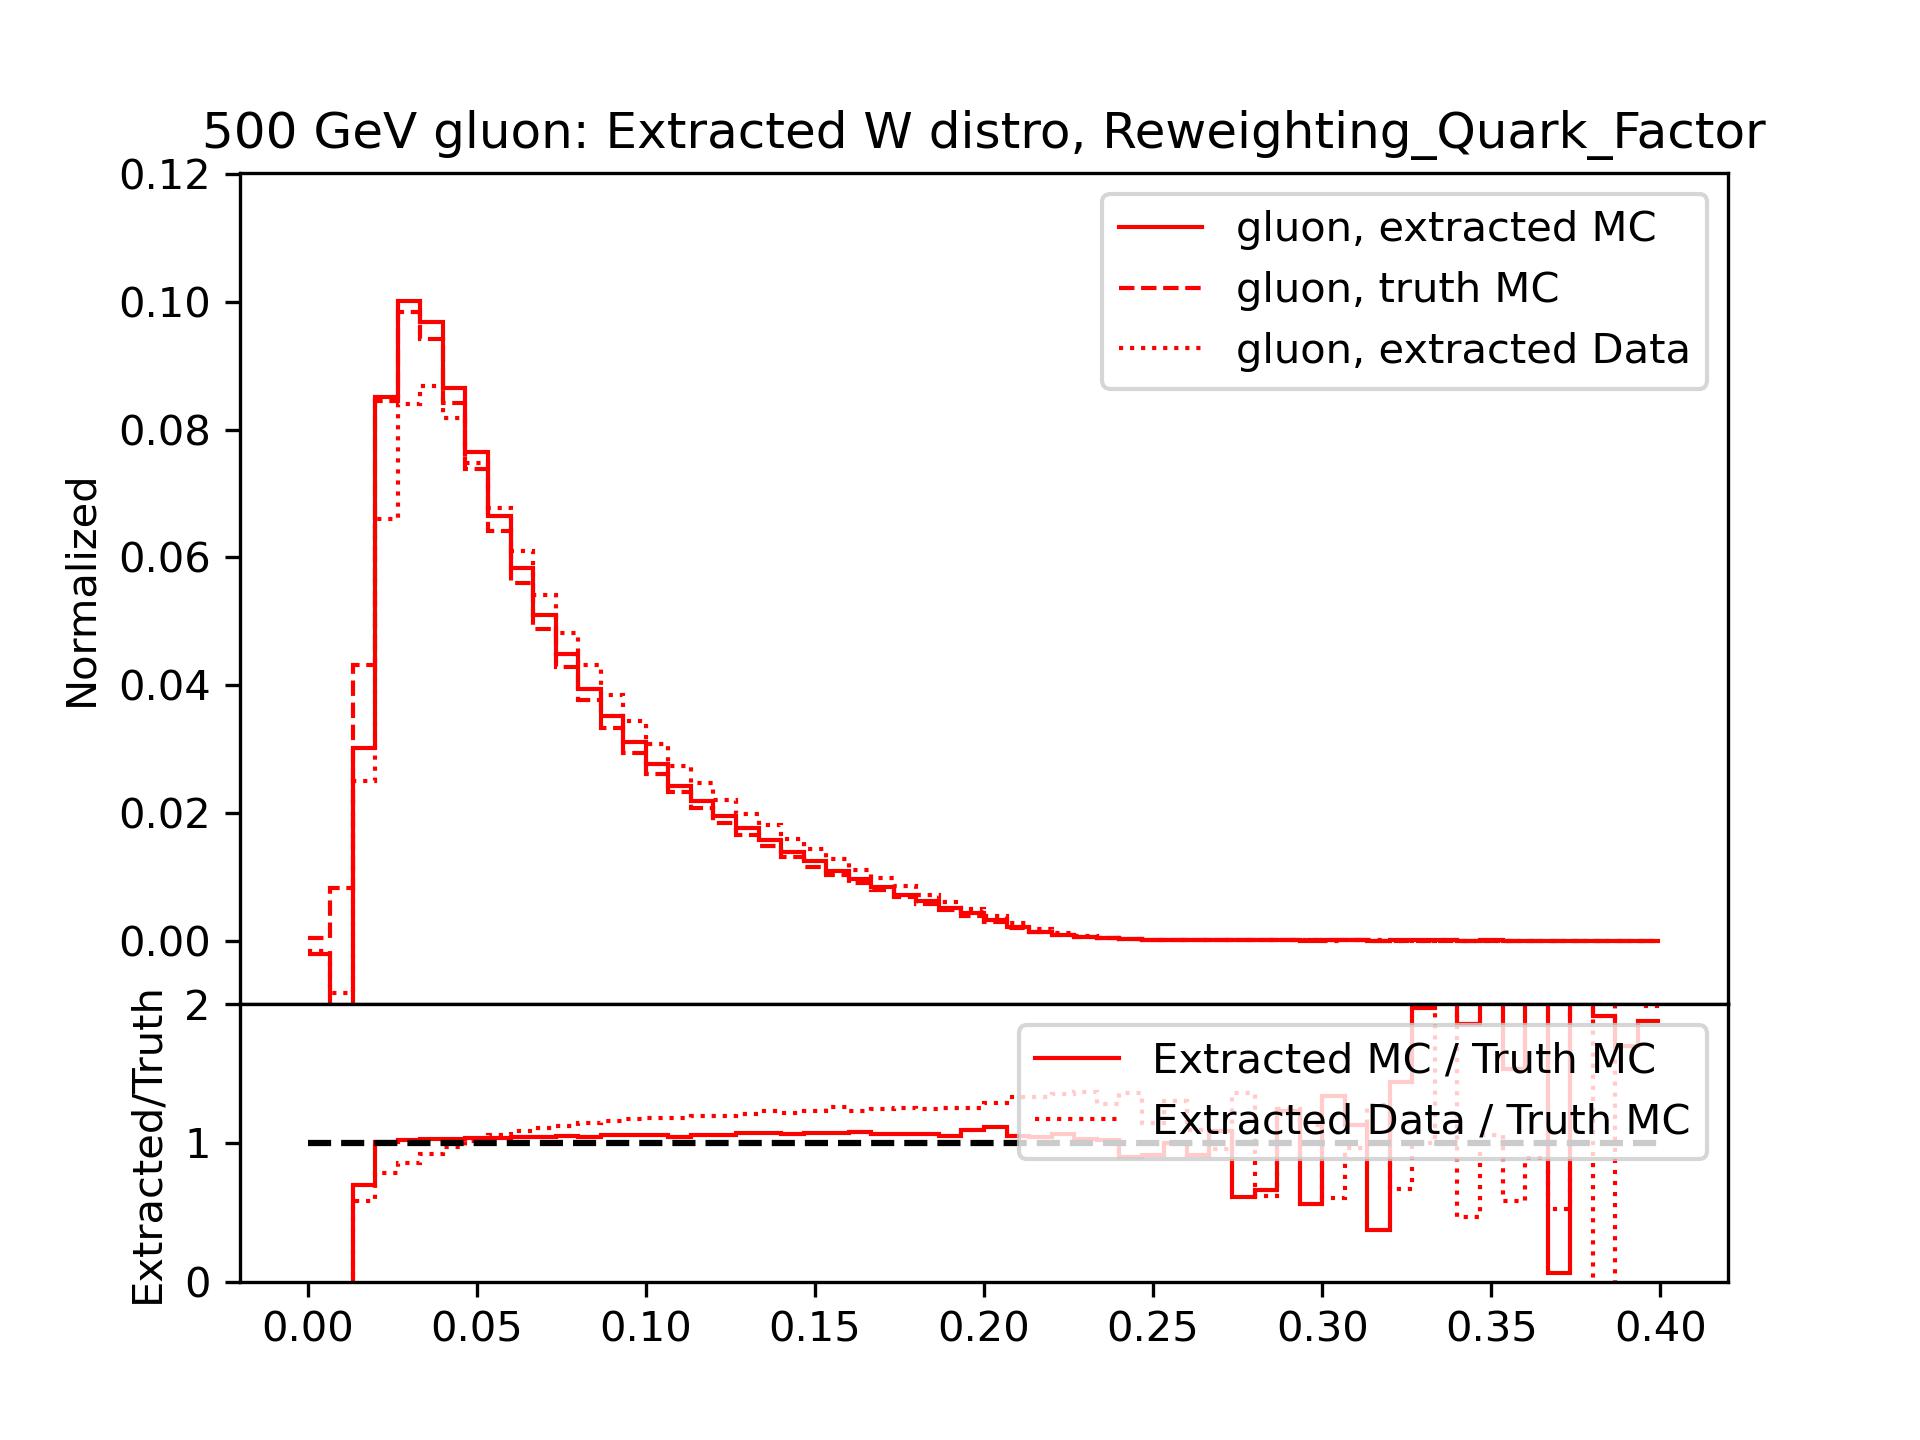 500 GeV gluon: Extracted W distro, Reweighting_Quark_Factor
0.12
0.10
0.08
0.06
0.04
0.02
0.00
Normalized
gluon, extracted MC
gluon, truth MC
gluon, extracted Data
2
1
0
Extracted/Truth
Extracted MC / Truth MC
Extracted Data / Truth MC
0.00 0.05 0.10 0.15 0.20 0.25 0.30 0.35 0.40